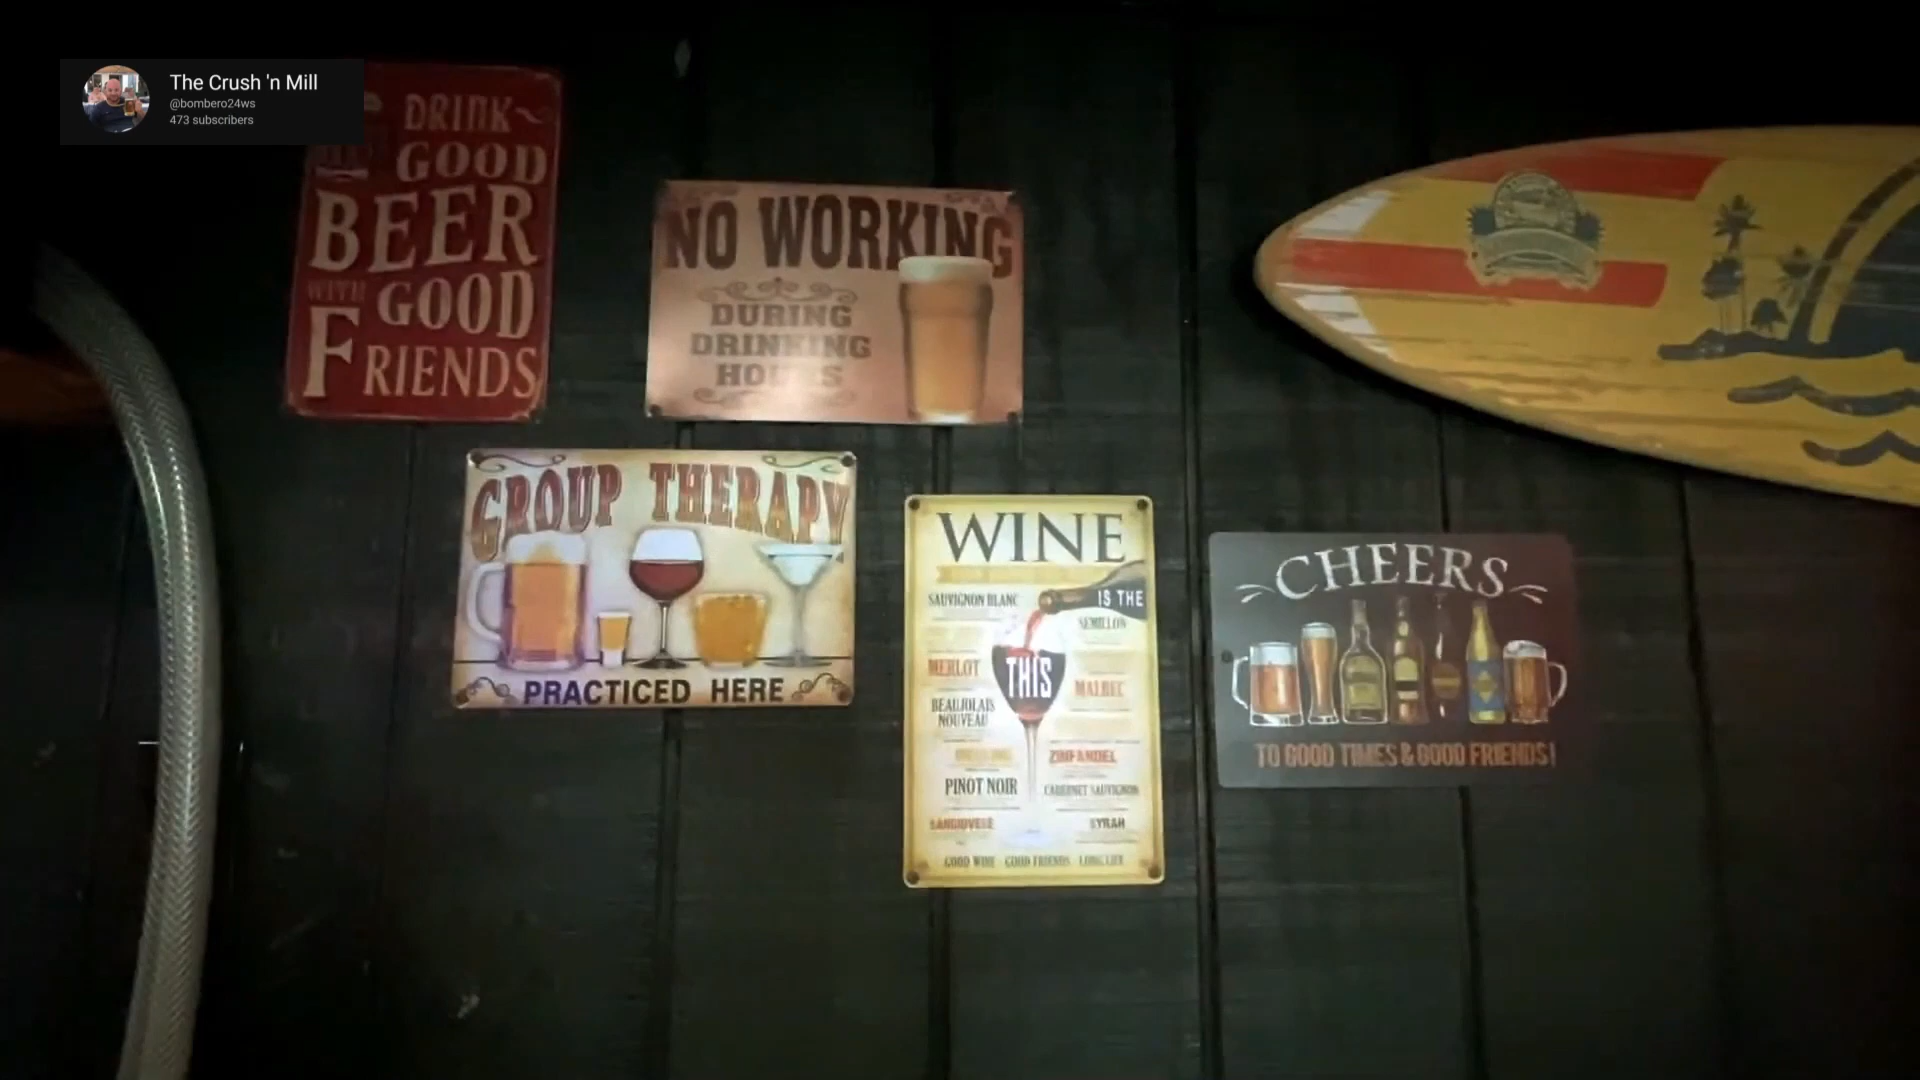 The Crush 'n Mill
@bombero24ws
473 subscribers
DRINK
GOOD
BEER
WITH GOOD
FRIENDS
NO WORKING
DURING
DRINKING
HOURS
GROUP THERAPY
PRACTICED HERE
WINE
IS THE
SAUVIGNON BLANC
SEMILLON
THIS
MERLOT
MALBEC
BEAUJOLAIS
NOUVEAU
ZINFANDEL
PINOT NOIR
CABERNET SAUVIGNON
SANGIOVESE
SYRAH
GOOD WINE GOOD FRIENDS LONG LIFE
CHEERS
TO GOOD TIMES & GOOD FRIENDS!